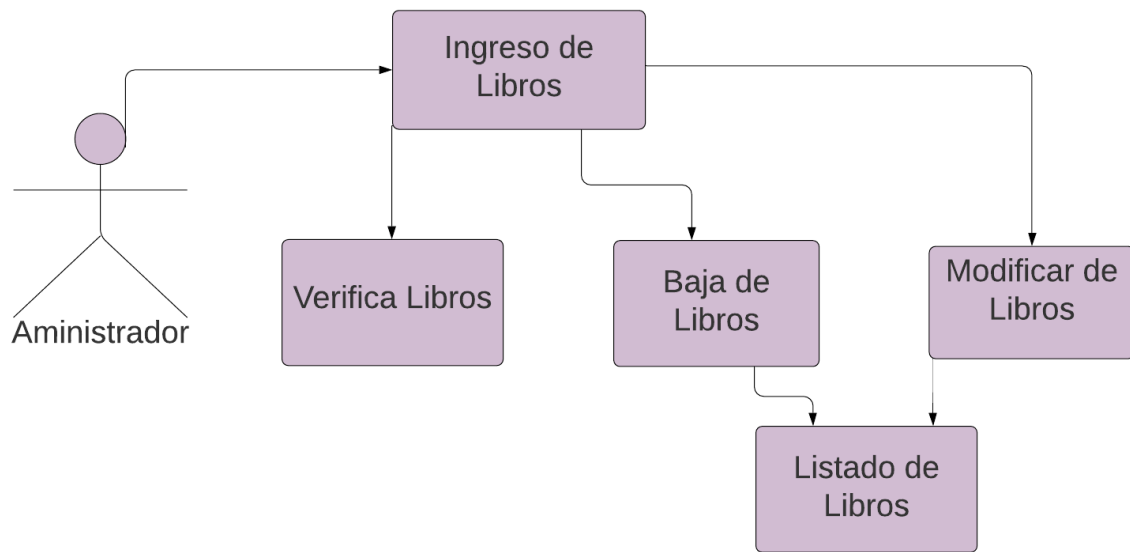 Ingreso de
Libros
Verifica Libros
Baja de
Libros
Modificar de
Libros
Aministrador
Listado de
Libros